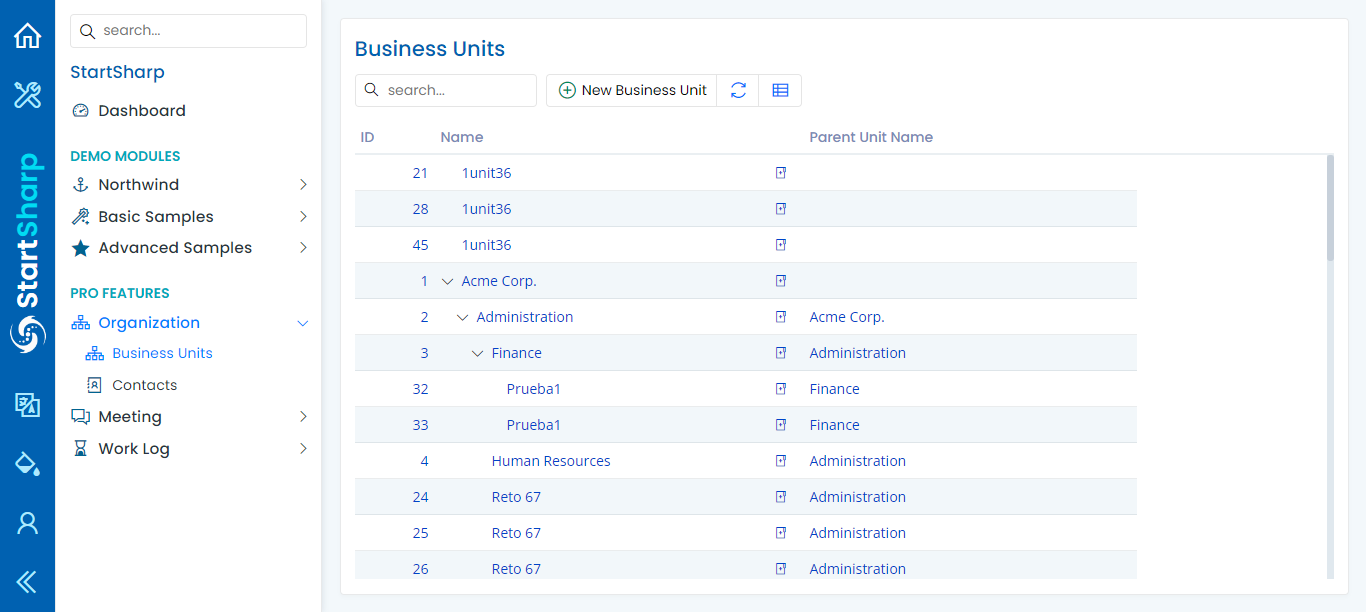 search...
StartSharp
Dashboard
DEMO MODULES
Northwind
Basic Samples
Advanced Samples
PRO FEATURES
Organization
Business Units
Contacts
Meeting
Work Log
StartSharp
Business Units
search...
New Business Unit
ID Name Parent Unit Name
21 1unit36
28 1unit36
45 1unit36
1 Acme Corp.
2 Administration Acme Corp.
3 Finance Administration
32 Prueba1 Finance
33 Prueba1 Finance
4 Human Resources Administration
24 Reto 67 Administration
25 Reto 67 Administration
26 Reto 67 Administration